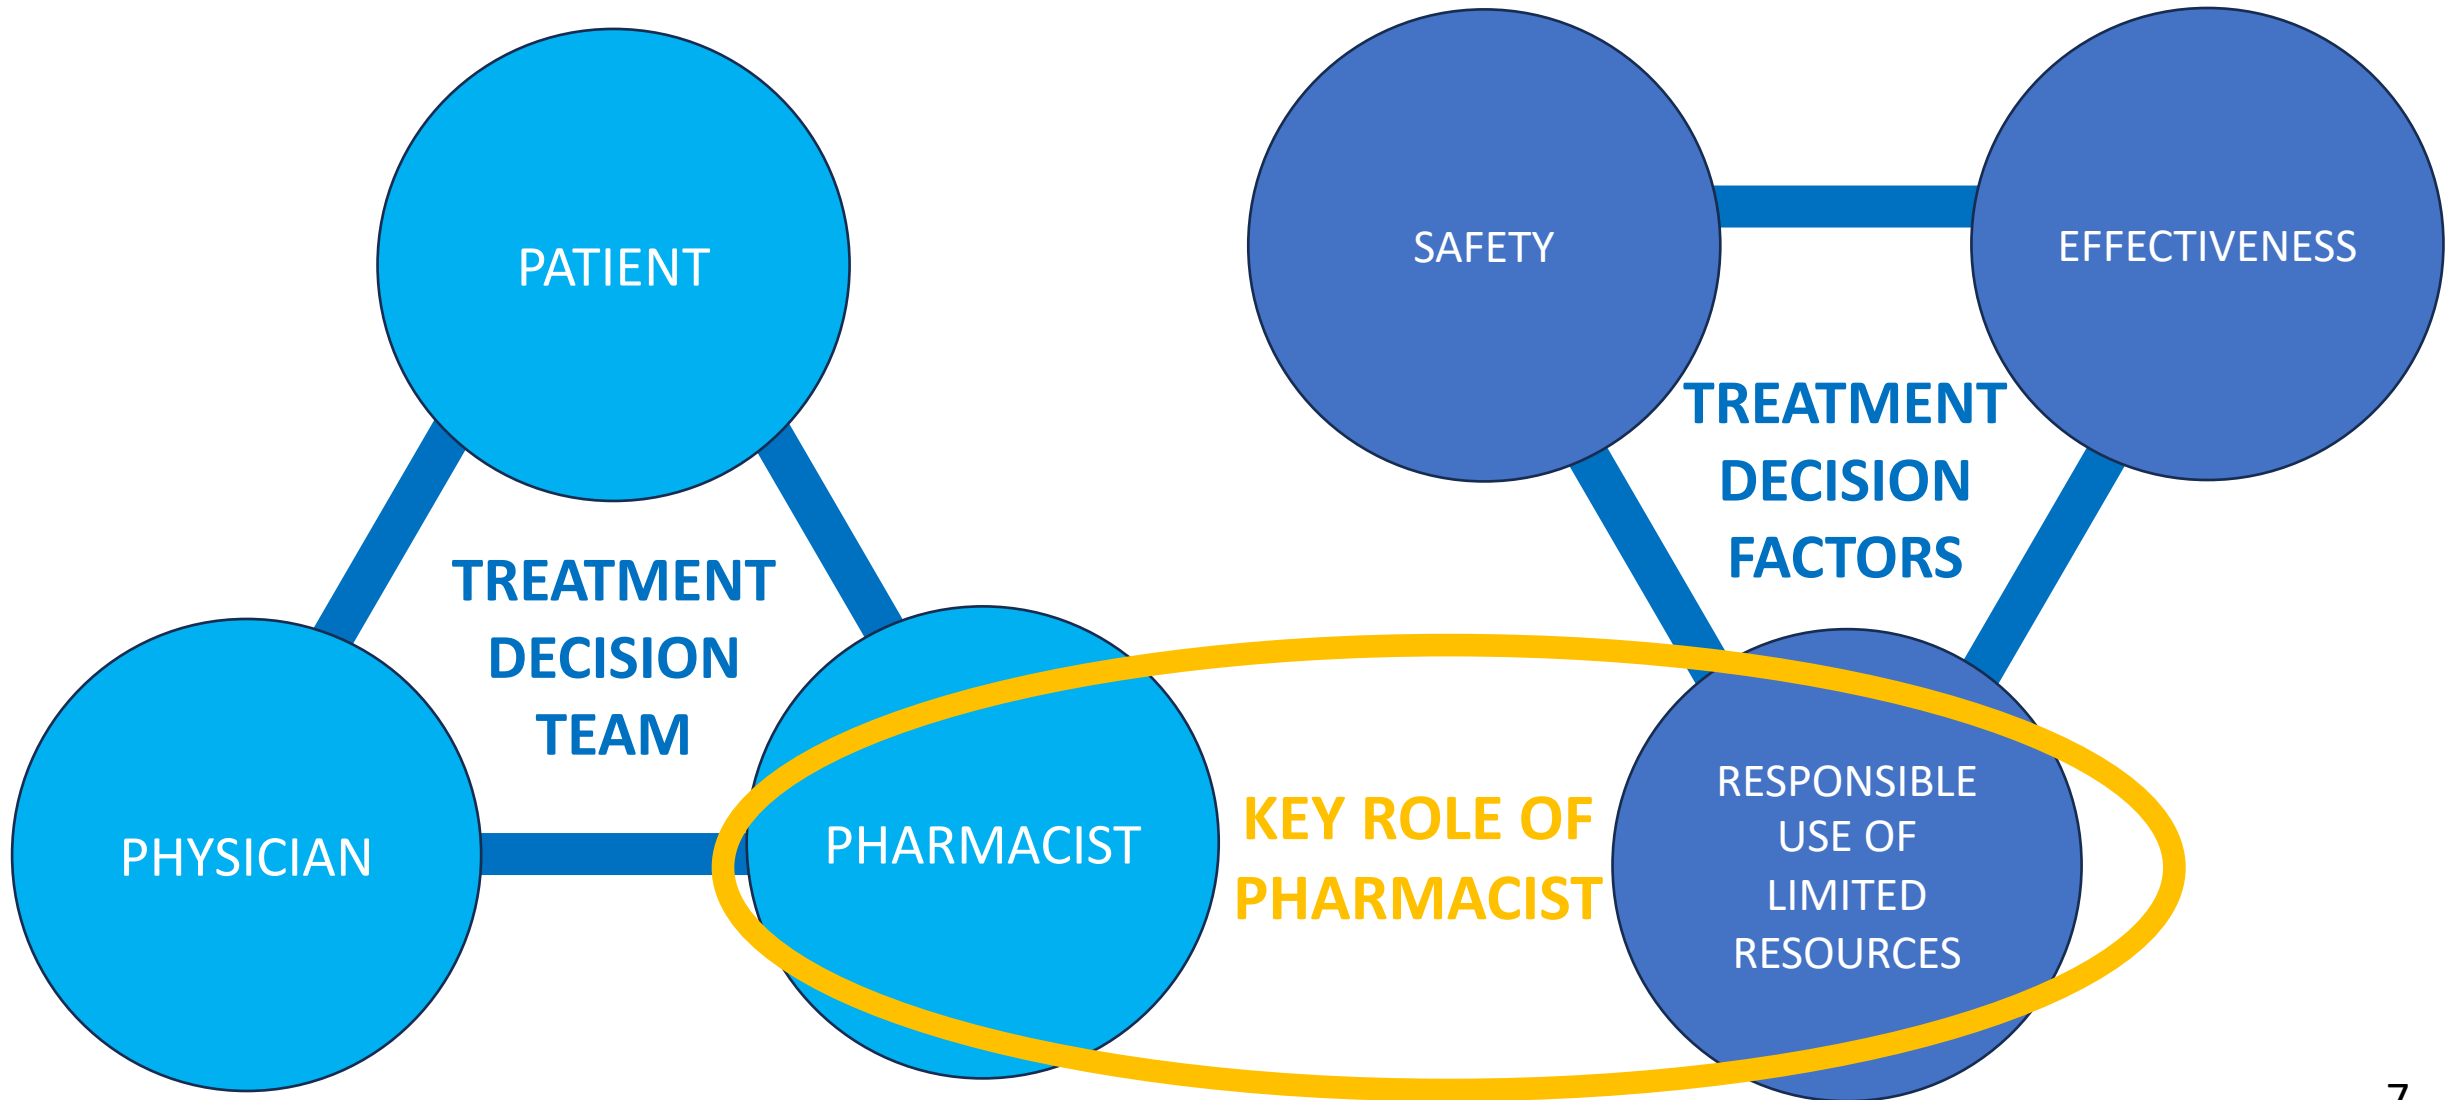 PATIENT
TREATMENT
DECISION
TEAM
PHYSICIAN
PHARMACIST
SAFETY
EFFECTIVENESS
TREATMENT
DECISION
FACTORS
KEY ROLE OF
PHARMACIST
RESPONSIBLE
USE OF
LIMITED
RESOURCES
7